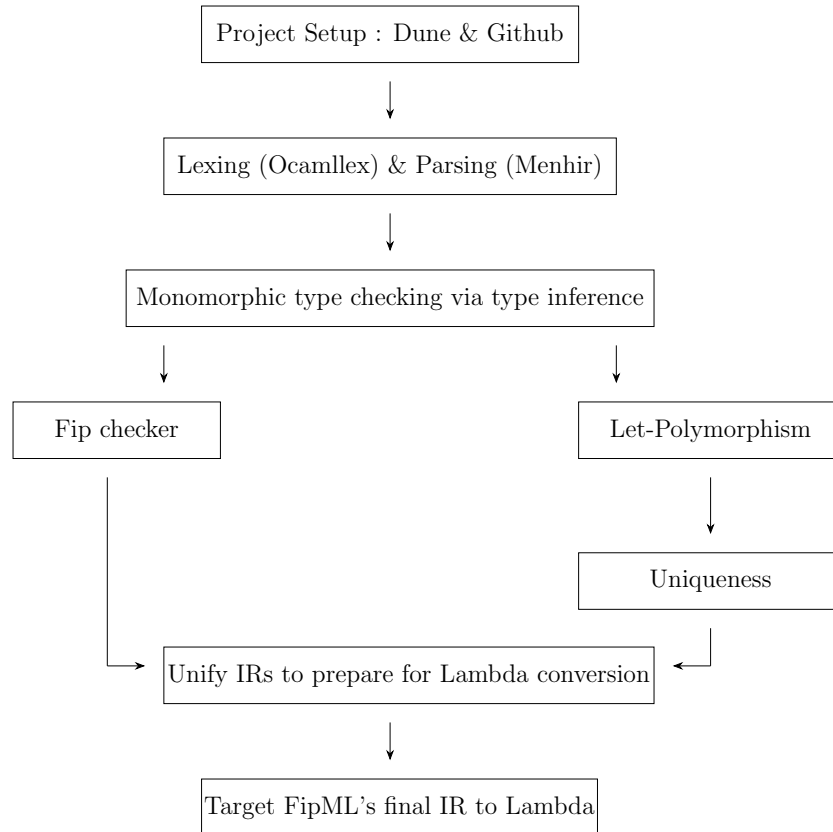 Project Setup : Dune & Github
Lexing (Ocamllex) & Parsing (Menhir)
Monomorphic type checking via type inference
Fip checker
Let-Polymorphism
Uniqueness
Unify IRs to prepare for Lambda conversion
Target FipML's final IR to Lambda